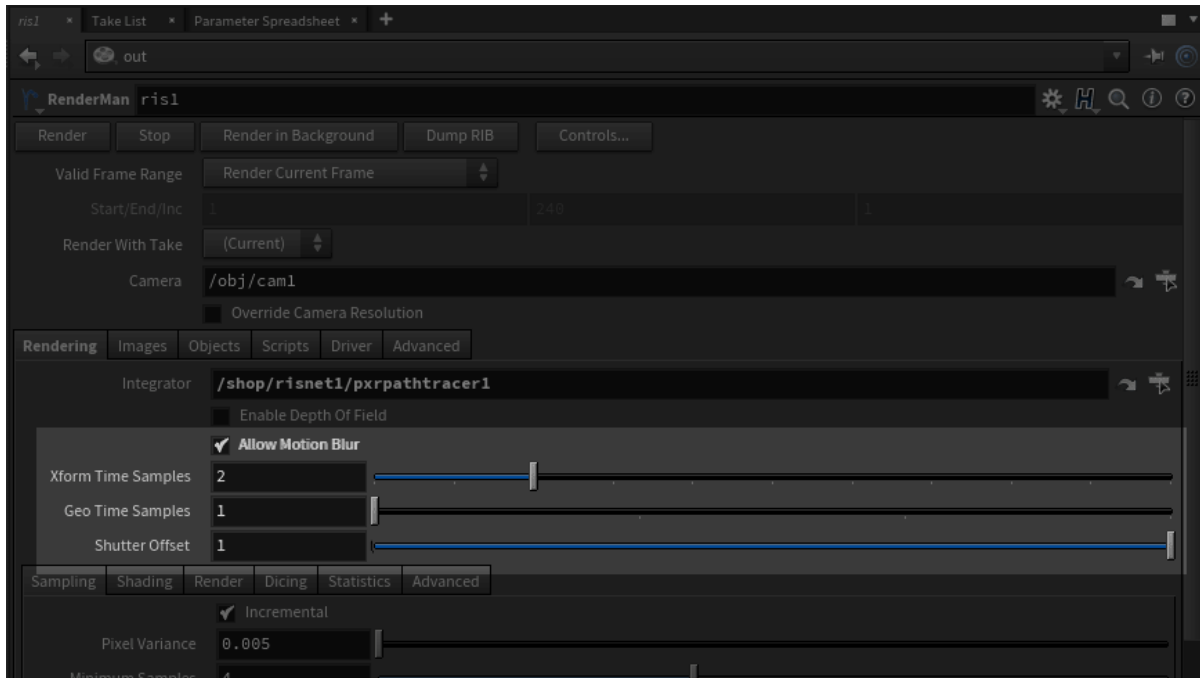 ris1 × Take List × Parameter Spreadsheet × +
out
RenderMan ris1
Render Stop Render in Background Dump RIB Controls...
Valid Frame Range Render Current Frame
Start/End/Inc 1 240 1
Render With Take (Current)
Camera /obj/cam1
Override Camera Resolution
Rendering Images Objects Scripts Driver Advanced
Integrator /shop/risnet1/pxrpathtracer1
Enable Depth Of Field
Allow Motion Blur
Xform Time Samples 2
Geo Time Samples 1
Shutter Offset 1
Sampling Shading Render Dicing Statistics Advanced
Incremental
Pixel Variance 0.005
Minimum Samples 4